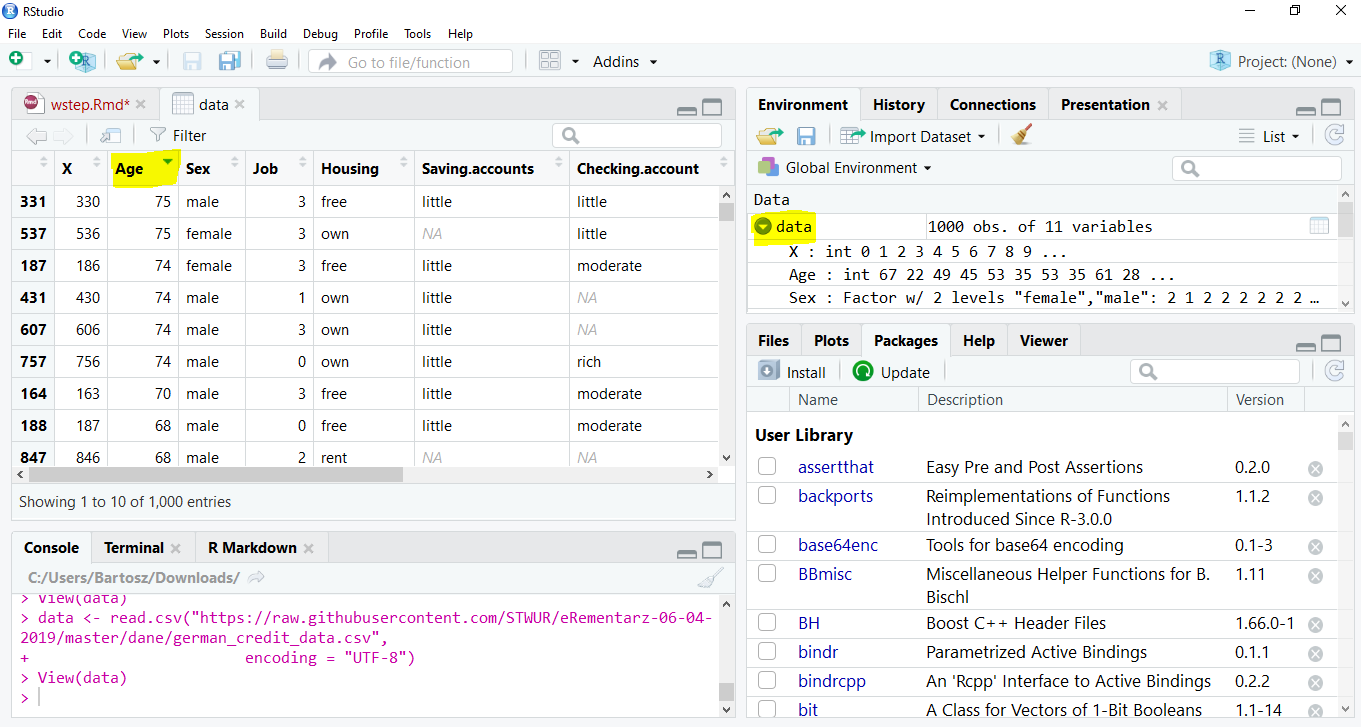 RStudio
File Edit Code View Plots Session Build Debug Profile Tools Help
Go to file/function Addins Project: (None)
wstep.Rmd* data
Filter
X Age Sex Job Housing Saving.accounts Checking.account
331 330 75 male 3 free little little
537 536 75 female 3 own NA little
187 186 74 female 3 free little moderate
431 430 74 male 1 own little NA
607 606 74 male 3 own little NA
757 756 74 male 0 own little rich
164 163 70 male 3 free little moderate
188 187 68 male 0 free little moderate
847 846 68 male 2 rent NA NA
Showing 1 to 10 of 1,000 entries
Console Terminal R Markdown
C:/Users/Bartosz/Downloads/
> View(data)
> data <- read.csv("https://raw.githubusercontent.com/STWUR/eRementarz-06-04-
2019/master/dane/german_credit_data.csv",
+ encoding = "UTF-8")
> View(data)
>
Environment History Connections Presentation
Import Dataset List
Global Environment
Data
data 1000 obs. of 11 variables
X : int 0 1 2 3 4 5 6 7 8 9 ...
Age : int 67 22 49 45 53 35 53 35 61 28 ...
Sex : Factor w/ 2 levels "female","male": 2 1 2 2 2 2 2 2 …
Files Plots Packages Help Viewer
Install Update
Name Description Version
User Library
assertthat Easy Pre and Post Assertions 0.2.0
backports Reimplementations of Functions 1.1.2
Introduced Since R-3.0.0
base64enc Tools for base64 encoding 0.1-3
BBmisc Miscellaneous Helper Functions for B. 1.11
Bischl
BH Boost C++ Header Files 1.66.0-1
bindr Parametrized Active Bindings 0.1.1
bindrcpp An 'Rcpp' Interface to Active Bindings 0.2.2
bit A Class for Vectors of 1-Bit Booleans 1.1-14